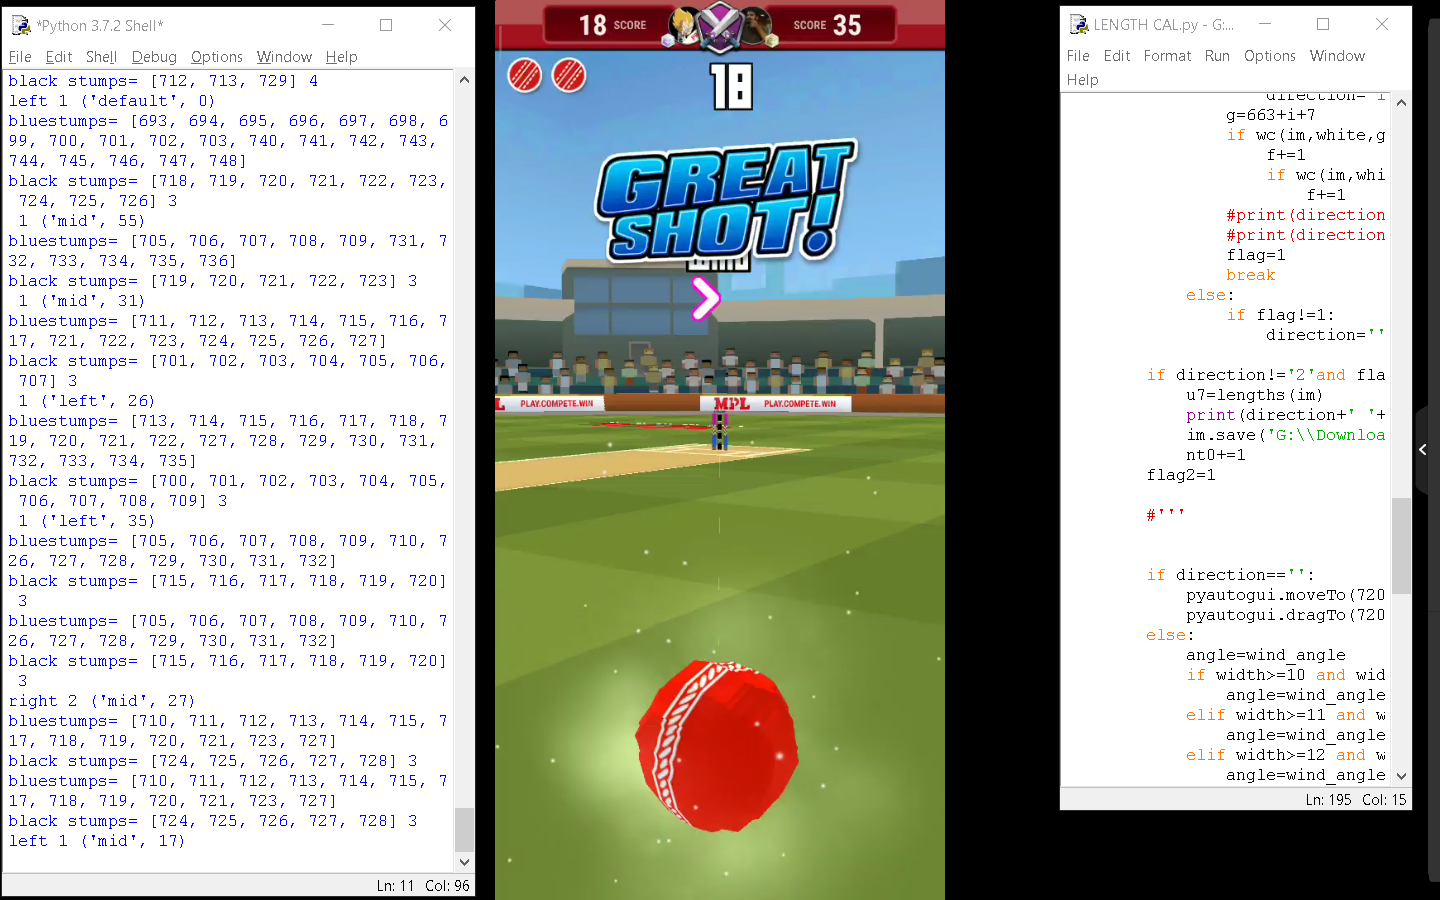 *Python 3.7.2 Shell*
File Edit Shell Debug Options Window Help
black stumps= [712, 713, 729] 4
left 1 ('default', 0)
bluestumps= [693, 694, 695, 696, 697, 698, 6
99, 700, 701, 702, 703, 740, 741, 742, 743,
744, 745, 746, 747, 748]
black stumps= [718, 719, 720, 721, 722, 723,
724, 725, 726] 3
1 ('mid', 55)
bluestumps= [705, 706, 707, 708, 709, 731, 7
32, 733, 734, 735, 736]
black stumps= [719, 720, 721, 722, 723] 3
1 ('mid', 31)
bluestumps= [711, 712, 713, 714, 715, 716, 7
17, 721, 722, 723, 724, 725, 726, 727]
black stumps= [701, 702, 703, 704, 705, 706,
707] 3
1 ('left', 26)
bluestumps= [713, 714, 715, 716, 717, 718, 7
19, 720, 721, 722, 727, 728, 729, 730, 731,
732, 733, 734, 735]
black stumps= [700, 701, 702, 703, 704, 705,
706, 707, 708, 709] 3
1 ('left', 35)
bluestumps= [705, 706, 707, 708, 709, 710, 7
26, 727, 728, 729, 730, 731, 732]
black stumps= [715, 716, 717, 718, 719, 720]
3
bluestumps= [705, 706, 707, 708, 709, 710, 7
26, 727, 728, 729, 730, 731, 732]
black stumps= [715, 716, 717, 718, 719, 720]
3
right 2 ('mid', 27)
bluestumps= [710, 711, 712, 713, 714, 715, 7
17, 718, 719, 720, 721, 723, 727]
black stumps= [724, 725, 726, 727, 728] 3
bluestumps= [710, 711, 712, 713, 714, 715, 7
17, 718, 719, 720, 721, 723, 727]
black stumps= [724, 725, 726, 727, 728] 3
left 1 ('mid', 17)
Ln: 11 Col: 96
18 SCORE SCORE 35
18
GREAT
SHOT!
MPL PLAY.COMPETE.WIN MPL PLAY.COMPETE.WIN
LENGTH CAL.py - G:...
File Edit Format Run Options Window
Help
direction='l
g=663+i+7
if wc(im,white,g
f+=1
if wc(im,whi
f+=1
#print(direction
#print(direction
flag=1
break
else:
if flag!=1:
direction=''
if direction!='2'and fla
u7=lengths(im)
print(direction+' '+
im.save('G:\\Downloa
nt0+=1
flag2=1
#'''
if direction=='':
pyautogui.moveTo(720
pyautogui.dragTo(720
else:
angle=wind_angle
if width>=10 and wid
angle=wind_angle
elif width>=11 and w
angle=wind_angle
elif width>=12 and w
angle=wind_angle
Ln: 195 Col: 15